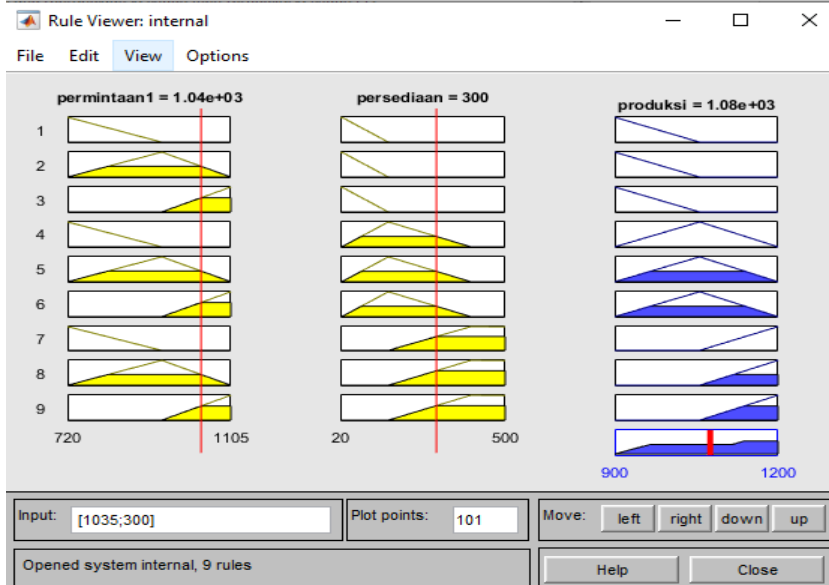 Rule Viewer: internal
File Edit View Options
permintaan1 = 1.04e+03 persediaan = 300 produksi = 1.08e+03
1
2
3
4
5
6
7
8
9
720 1105 20 500
900 1200
Input: [1035;300] Plot points: 101 Move: left right down up
Opened system internal, 9 rules Help Close